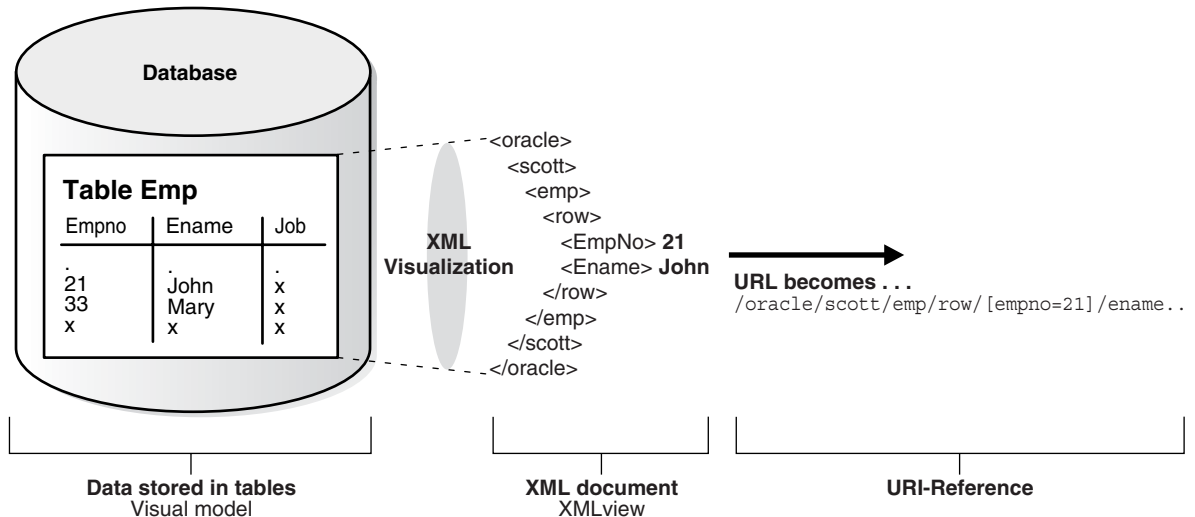 Database
Table Emp
Empno Ename Job
. . .
21 John x
33 Mary x
x x x
XML
Visualization
<oracle>
<scott>
<emp>
<row>
<EmpNo> 21
<Ename> John
</row>
</emp>
</scott>
</oracle>
URL becomes . . .
/oracle/scott/emp/row/[empno=21]/ename..
Data stored in tables
Visual model
XML document
XMLview
URI-Reference